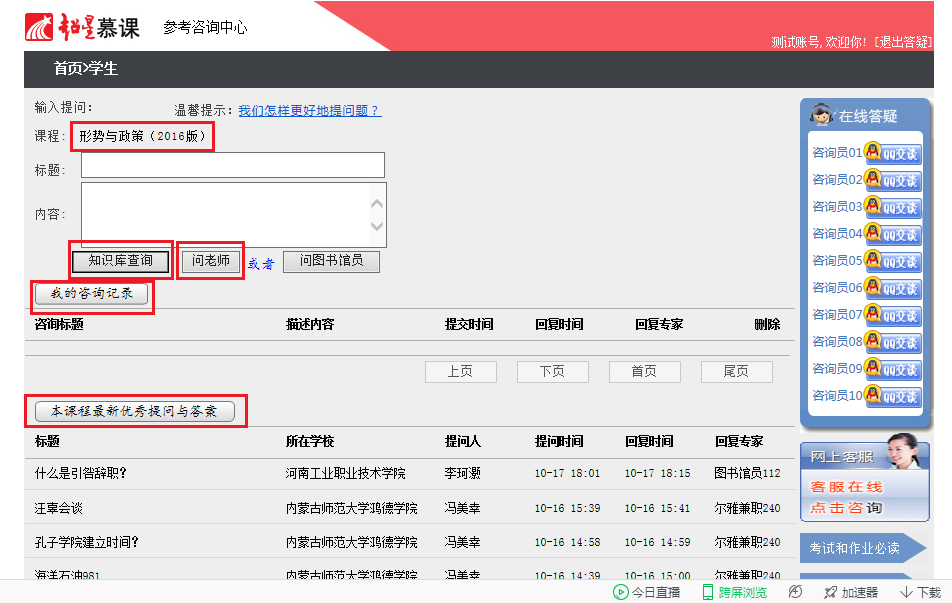 超星慕课 参考咨询中心
测试账号, 欢迎你! [退出答疑]
首页>学生
输入提问: 温馨提示: 我们怎样更好地提问题?
课程: 形势与政策（2016版）
标题:
内容:
知识库查询 问老师 或者 问图书馆员
我的咨询记录
咨询标题 描述内容 提交时间 回复时间 回复专家 删除
上页 下页 首页 尾页
本课程最新优秀提问与答案
标题 所在学校 提问人 提问时间 回复时间 回复专家
什么是引咎辞职? 河南工业职业技术学院 李珂灏 10-17 18:01 10-17 18:15 图书馆员112
汪辜会谈 内蒙古师范大学鸿德学院 冯美幸 10-16 15:39 10-16 15:41 尔雅兼职240
孔子学院建立时间? 内蒙古师范大学鸿德学院 冯美幸 10-16 14:58 10-16 14:59 尔雅兼职240
海洋石油981 内蒙古师范大学鸿德学院 冯美幸 10-16 14:39 10-16 15:00 尔雅兼职240
在线答疑
咨询员01 QQ交谈
咨询员02 QQ交谈
咨询员03 QQ交谈
咨询员04 QQ交谈
咨询员05 QQ交谈
咨询员06 QQ交谈
咨询员07 QQ交谈
咨询员08 QQ交谈
咨询员09 QQ交谈
咨询员10 QQ交谈
网上客服
客服在线
点击咨询
考试和作业必读
今日直播 跨屏浏览 加速器 下载